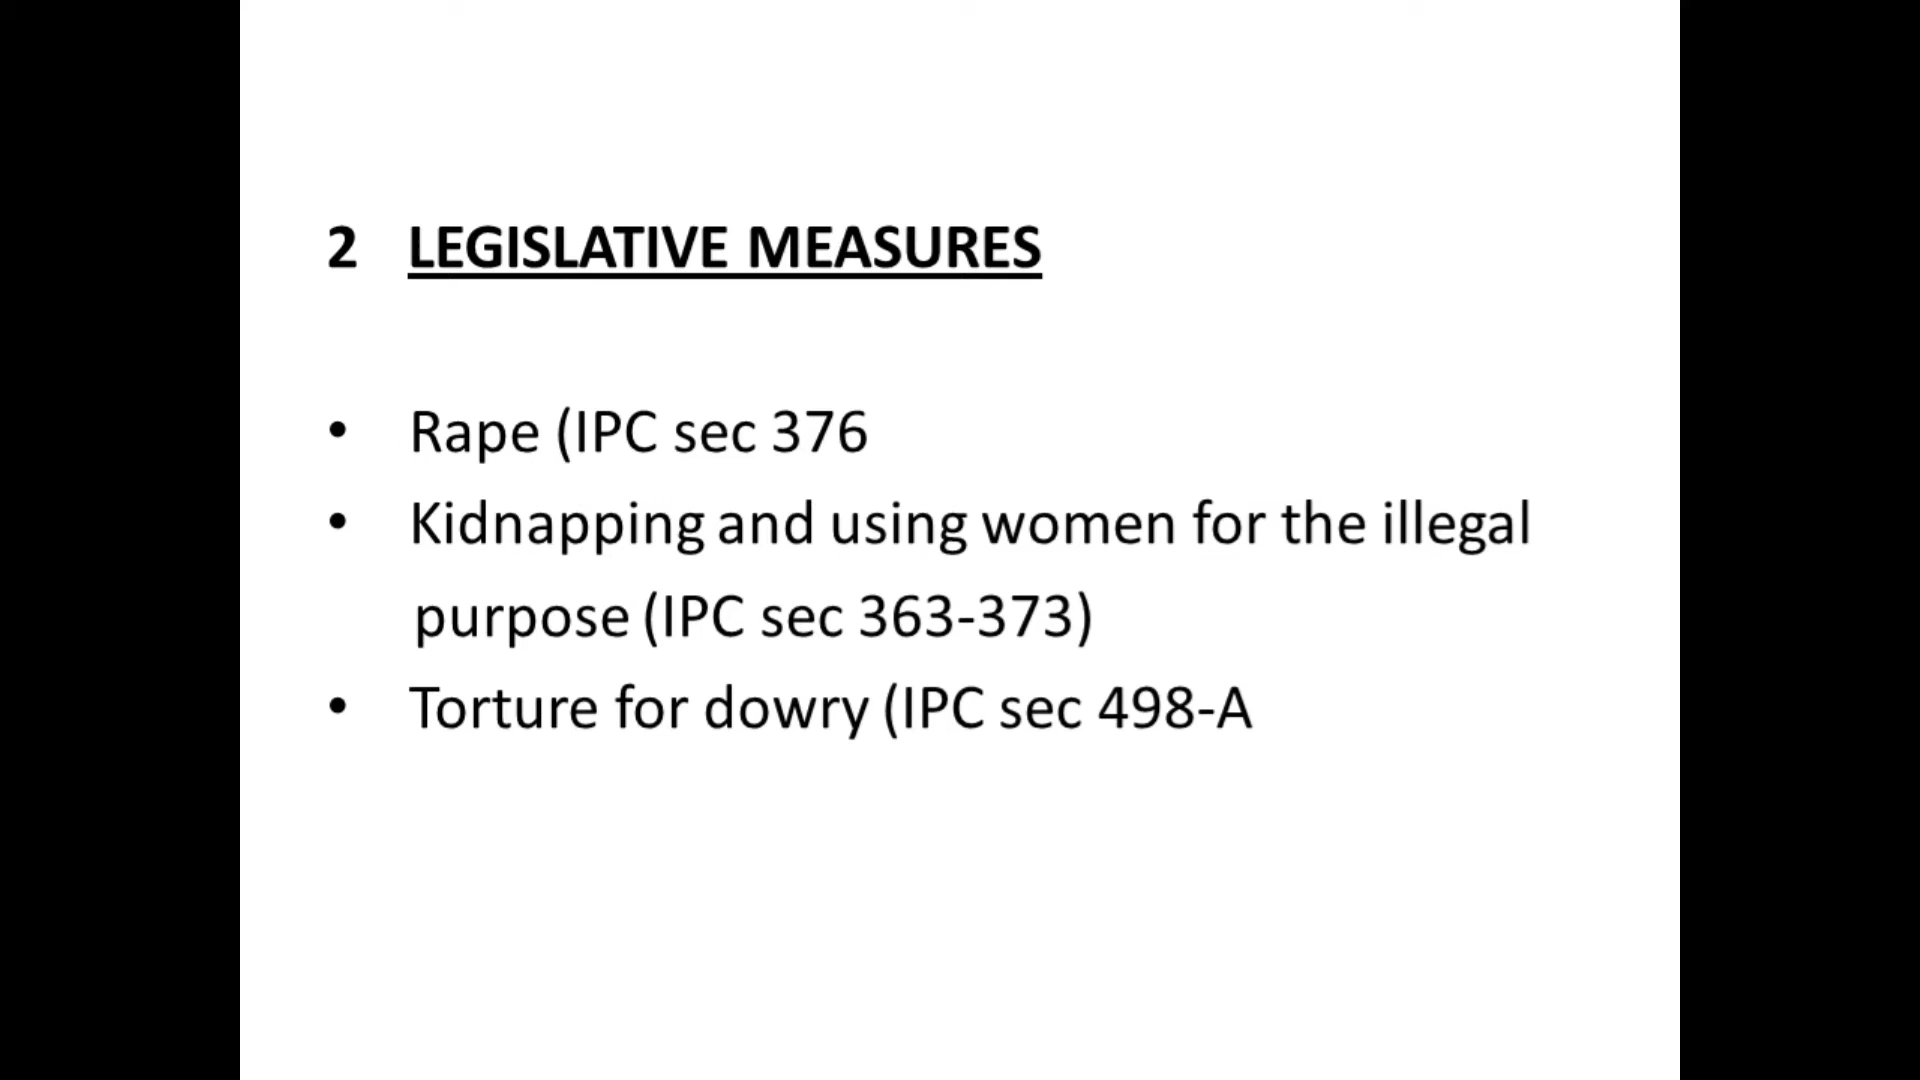 2 LEGISLATIVE MEASURES
• Rape (IPC sec 376
• Kidnapping and using women for the illegal
purpose (IPC sec 363-373)
• Torture for dowry (IPC sec 498-A